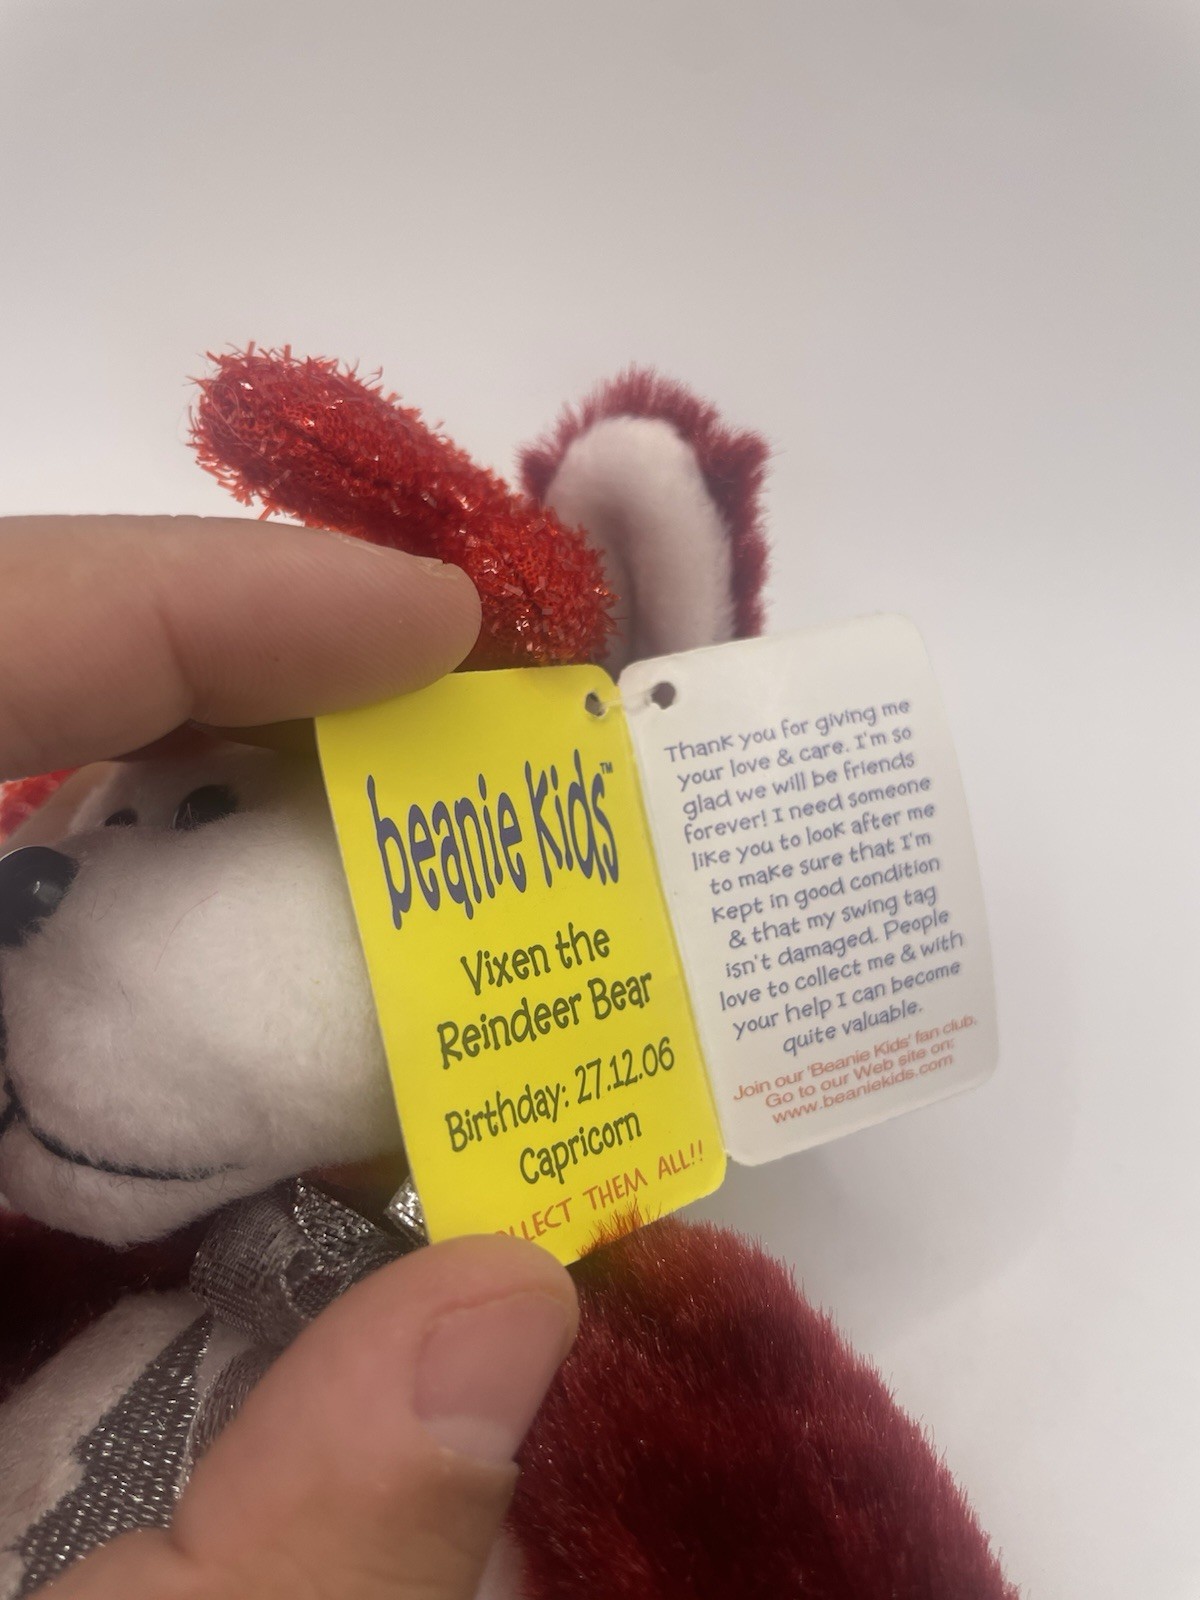 beanie Kids™
Vixen the
Reindeer Bear
Birthday: 27.12.06
Capricorn
OLLECT THEM ALL!!
Thank you for giving me
your love & care. I'm so
glad we will be friends
forever! I need someone
like you to look after me
to make sure that I'm
kept in good condition
& that my swing tag
isn't damaged. People
love to collect me & with
your help I can become
quite valuable.
Join our 'Beanie Kids' fan club.
Go to our Web site on:
www.beaniekids.com